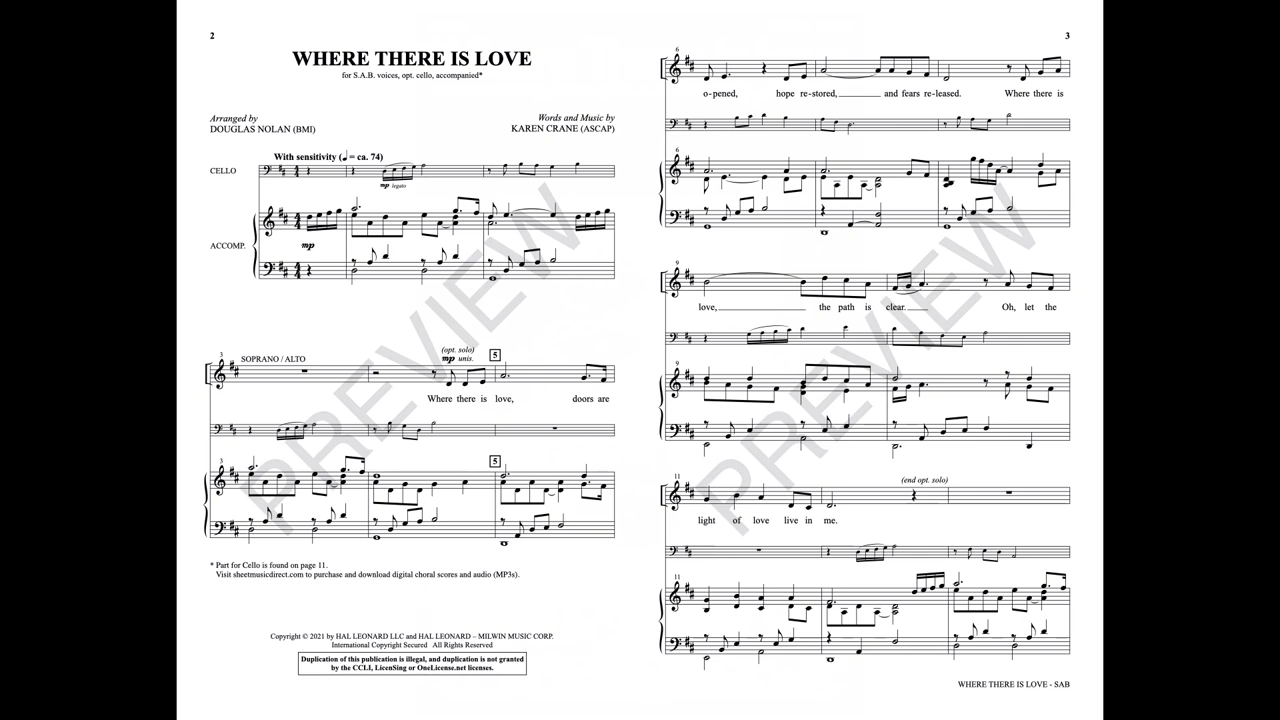 2
WHERE THERE IS LOVE
for S.A.B. voices, opt. cello, accompanied*
Arranged by
DOUGLAS NOLAN (BMI)
Words and Music by
KAREN CRANE (ASCAP)
With sensitivity (♩ = ca. 74)
CELLO
mp legato
ACCOMP.
mp
3
SOPRANO / ALTO
(opt. solo)
mp unis.
5
Where there is love, doors are
3
5
* Part for Cello is found on page 11.
Visit sheetmusicdirect.com to purchase and download digital choral scores and audio (MP3s).
Copyright © 2021 by HAL LEONARD LLC and HAL LEONARD – MILWIN MUSIC CORP.
International Copyright Secured All Rights Reserved
Duplication of this publication is illegal, and duplication is not granted
by the CCLI, LicenSing or OneLicense.net licenses.
PREVIEW
3
6
o-pened, hope re-stored, and fears re-leased. Where there is
6
9
love, the path is clear. Oh, let the
9
11
(end opt. solo)
light of love live in me.
11
WHERE THERE IS LOVE - SAB
PREVIEW